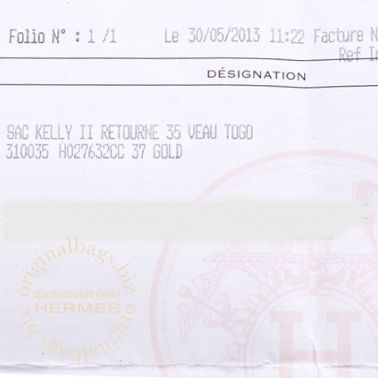 Folio N° : 1 /1 Le 30/05/2013 11:22 Facture N
Ref In
DÉSIGNATION
SAC KELLY II RETOURNE 35 VEAU TOGO
310035 H027632CC 37 GOLD
originalbags.biz
оригинальные сумки
HERMES
originalbags.biz
H